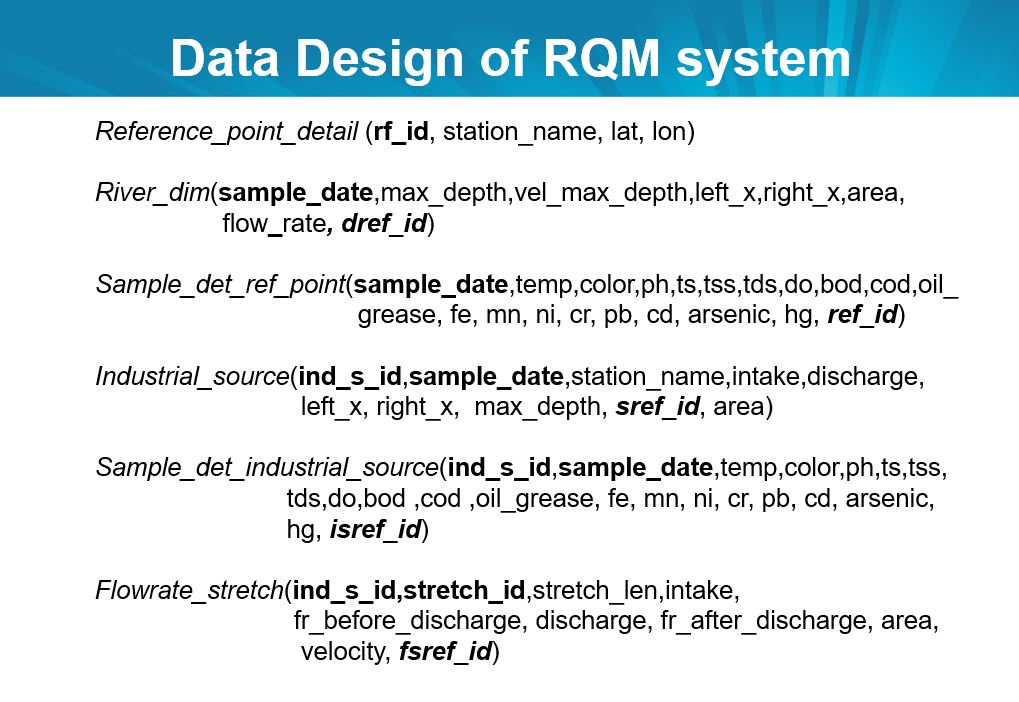 Data Design of RQM system
Reference_point_detail (rf_id, station_name, lat, lon)
River_dim(sample_date,max_depth,vel_max_depth,left_x,right_x,area,
flow_rate, dref_id)
Sample_det_ref_point(sample_date,temp,color,ph,ts,tss,tds,do,bod,cod,oil_
grease, fe, mn, ni, cr, pb, cd, arsenic, hg, ref_id)
Industrial_source(ind_s_id,sample_date,station_name,intake,discharge,
left_x, right_x,  max_depth, sref_id, area)
Sample_det_industrial_source(ind_s_id,sample_date,temp,color,ph,ts,tss,
tds,do,bod ,cod ,oil_grease, fe, mn, ni, cr, pb, cd, arsenic,
hg, isref_id)
Flowrate_stretch(ind_s_id,stretch_id,stretch_len,intake,
fr_before_discharge, discharge, fr_after_discharge, area,
velocity, fsref_id)